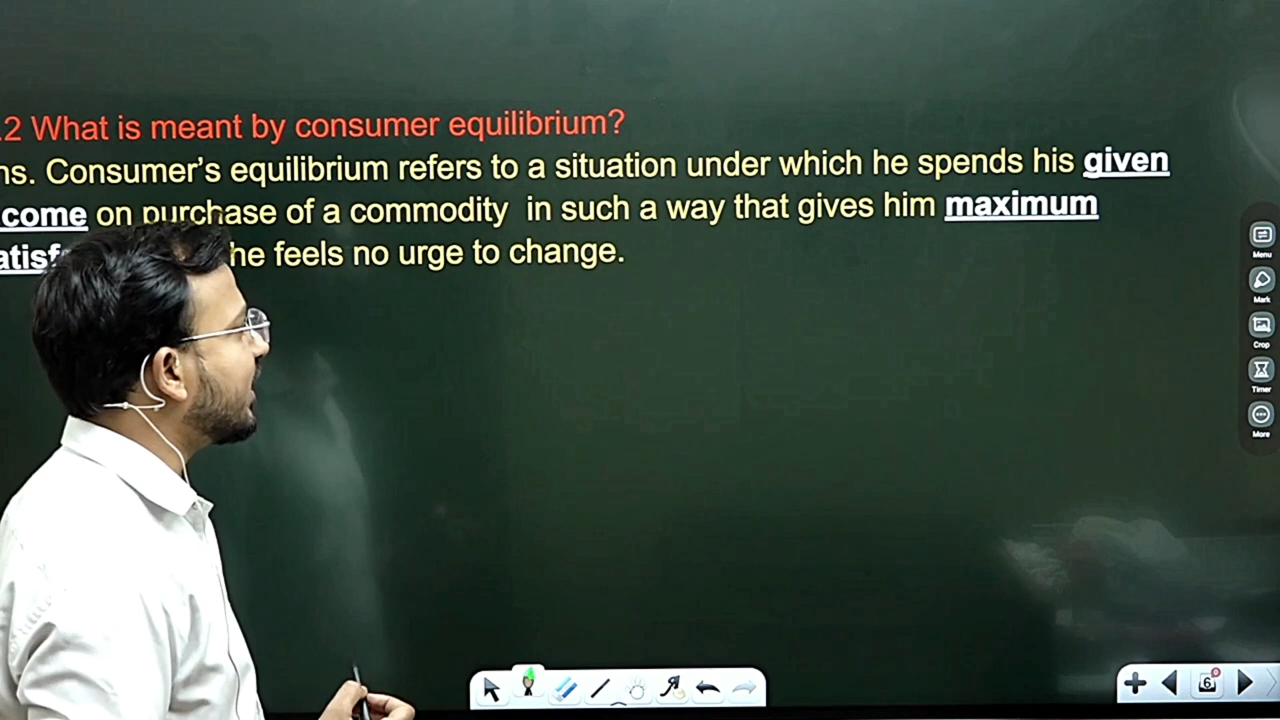 .2 What is meant by consumer equilibrium?
ns. Consumer’s equilibrium refers to a situation under which he spends his given
come on purchase of a commodity in such a way that gives him maximum
atisf he feels no urge to change.
Menu
Mark
Crop
Timer
More
6